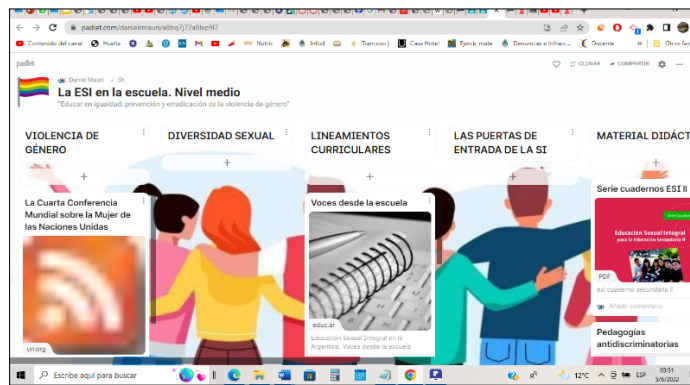 padlet.com/danielrmauri/a8bq7j77a8xp9l7
Contenido del canal
Huella
Nubix
Infod
Tramixsol
Casa Hotel
Ejercic mate
Denuncias e Infrac...
Docente
Otros fav
padlet
CLONAR
COMPARTIR
Daniel Mauri
5h
La ESI en la escuela. Nivel medio
"Educar en igualdad: prevención y erradicación de la violencia de género"
VIOLENCIA DE
GÉNERO
La Cuarta Conferencia
Mundial sobre la Mujer de
las Naciones Unidas
un.org
DIVERSIDAD SEXUAL
LINEAMIENTOS
CURRICULARES
Voces desde la escuela
educ.ar
Educación Sexual Integral en la
Argentina. Voces desde la escuela
LAS PUERTAS DE
ENTRADA DE LA SI
MATERIAL DIDÁCT
Serie cuadernos ESI II
Educación Sexual Integral
para la Educación Secundaria II
PDF
esi cuaderno secundaria ii
Añadir comentario
Pedagogías
antidiscriminatorias
Escribe aquí para buscar
12°C
ESP
03:51
5/6/2022